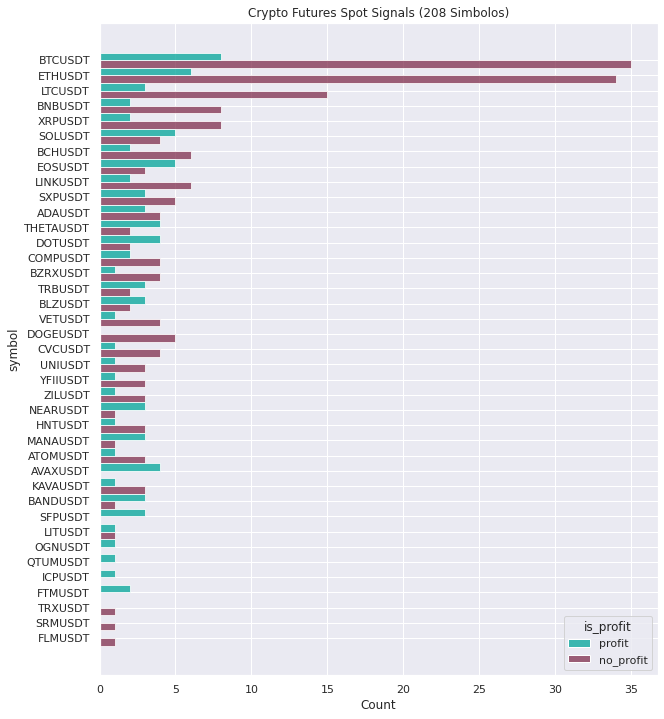 Crypto Futures Spot Signals (208 Simbolos)
symbol
BTCUSDT
ETHUSDT
LTCUSDT
BNBUSDT
XRPUSDT
SOLUSDT
BCHUSDT
EOSUSDT
LINKUSDT
SXPUSDT
ADAUSDT
THETAUSDT
DOTUSDT
COMPUSDT
BZRXUSDT
TRBUSDT
BLZUSDT
VETUSDT
DOGEUSDT
CVCUSDT
UNIUSDT
YFIIUSDT
ZILUSDT
NEARUSDT
HNTUSDT
MANAUSDT
ATOMUSDT
AVAXUSDT
KAVAUSDT
BANDUSDT
SFPUSDT
LITUSDT
OGNUSDT
QTUMUSDT
ICPUSDT
FTMUSDT
TRXUSDT
SRMUSDT
FLMUSDT
is_profit
profit
no_profit
0 5 10 15 20 25 30 35
Count